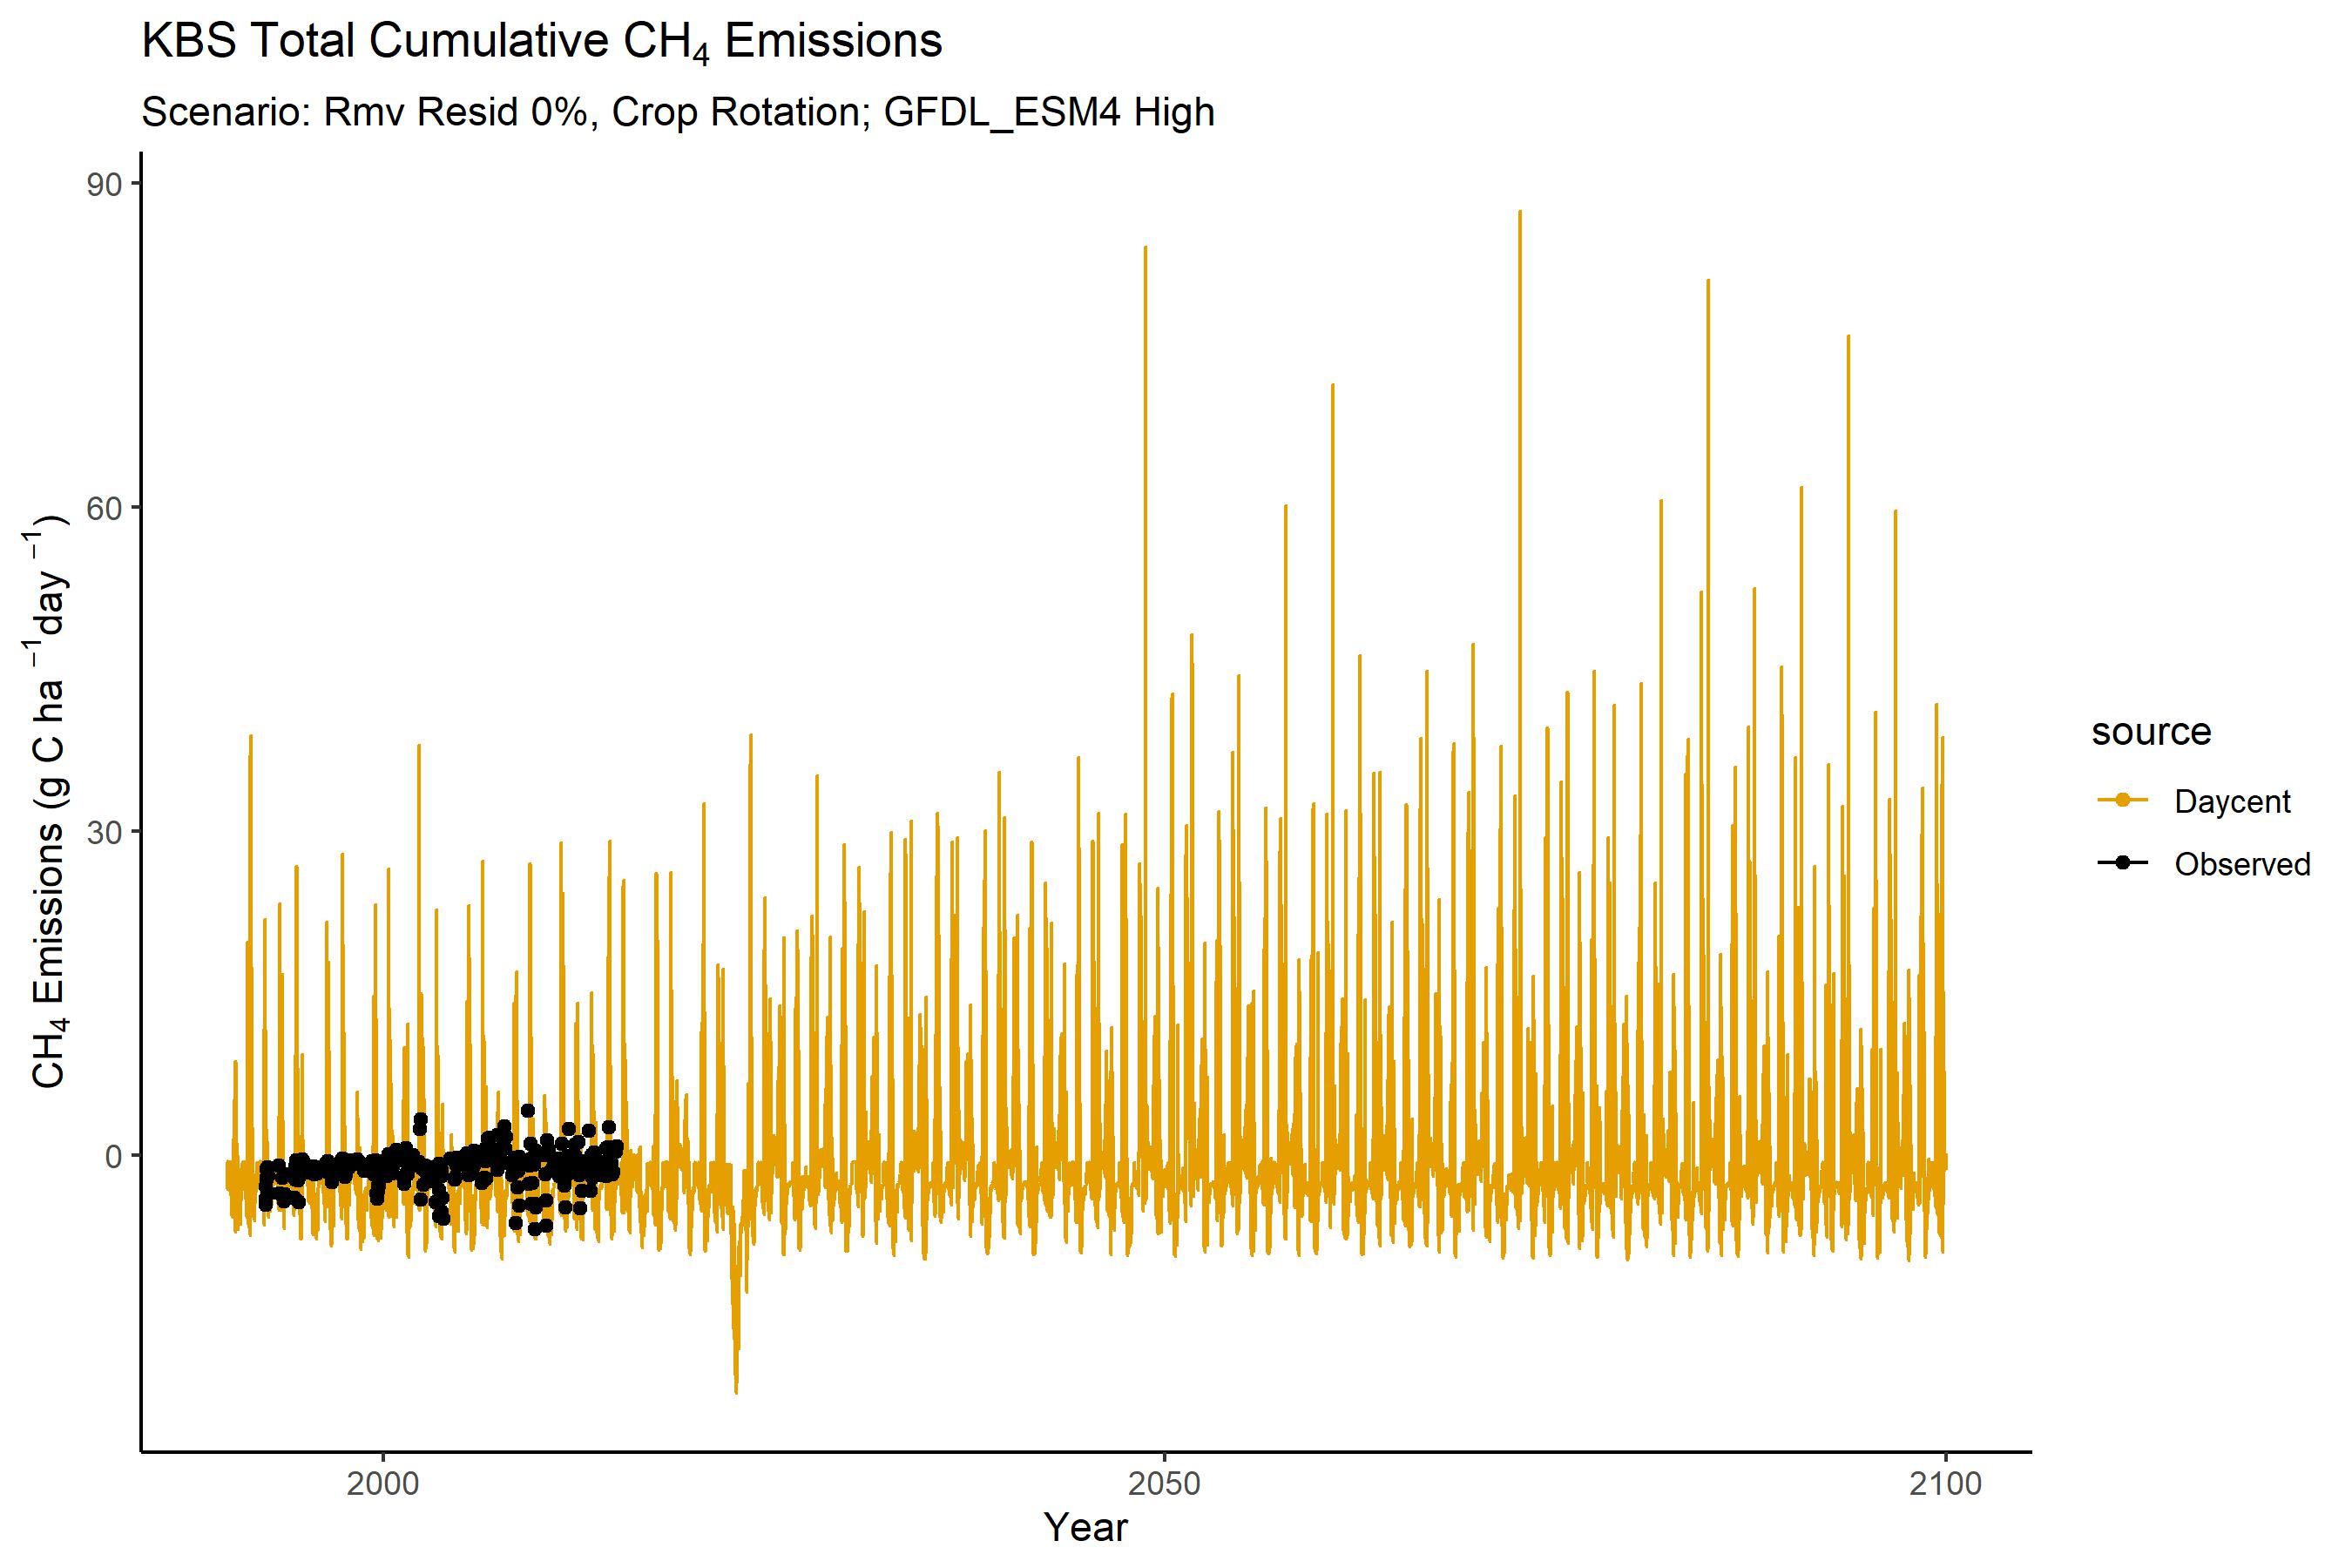 KBS Total Cumulative CH₄ Emissions
Scenario: Rmv Resid 0%, Crop Rotation; GFDL_ESM4 High
90
60
30
0
CH₄ Emissions (g C ha ⁻¹day ⁻¹)
2000
2050
2100
Year
source
Daycent
Observed